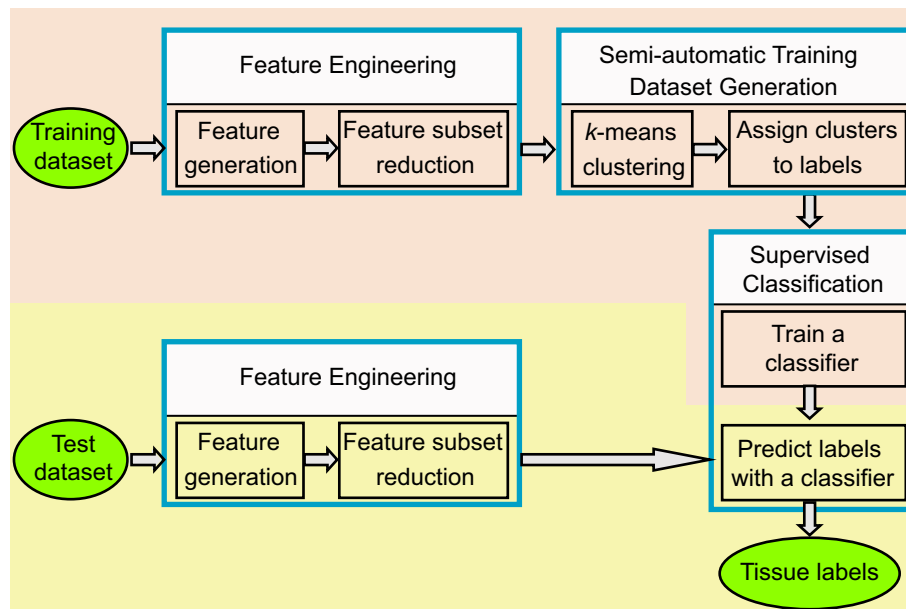 Training
dataset
Feature Engineering
Feature
generation
Feature subset
reduction
Semi-automatic Training
Dataset Generation
k-means
clustering
Assign clusters
to labels
Supervised
Classification
Train a
classifier
Test
dataset
Feature Engineering
Feature
generation
Feature subset
reduction
Predict labels
with a classifier
Tissue labels